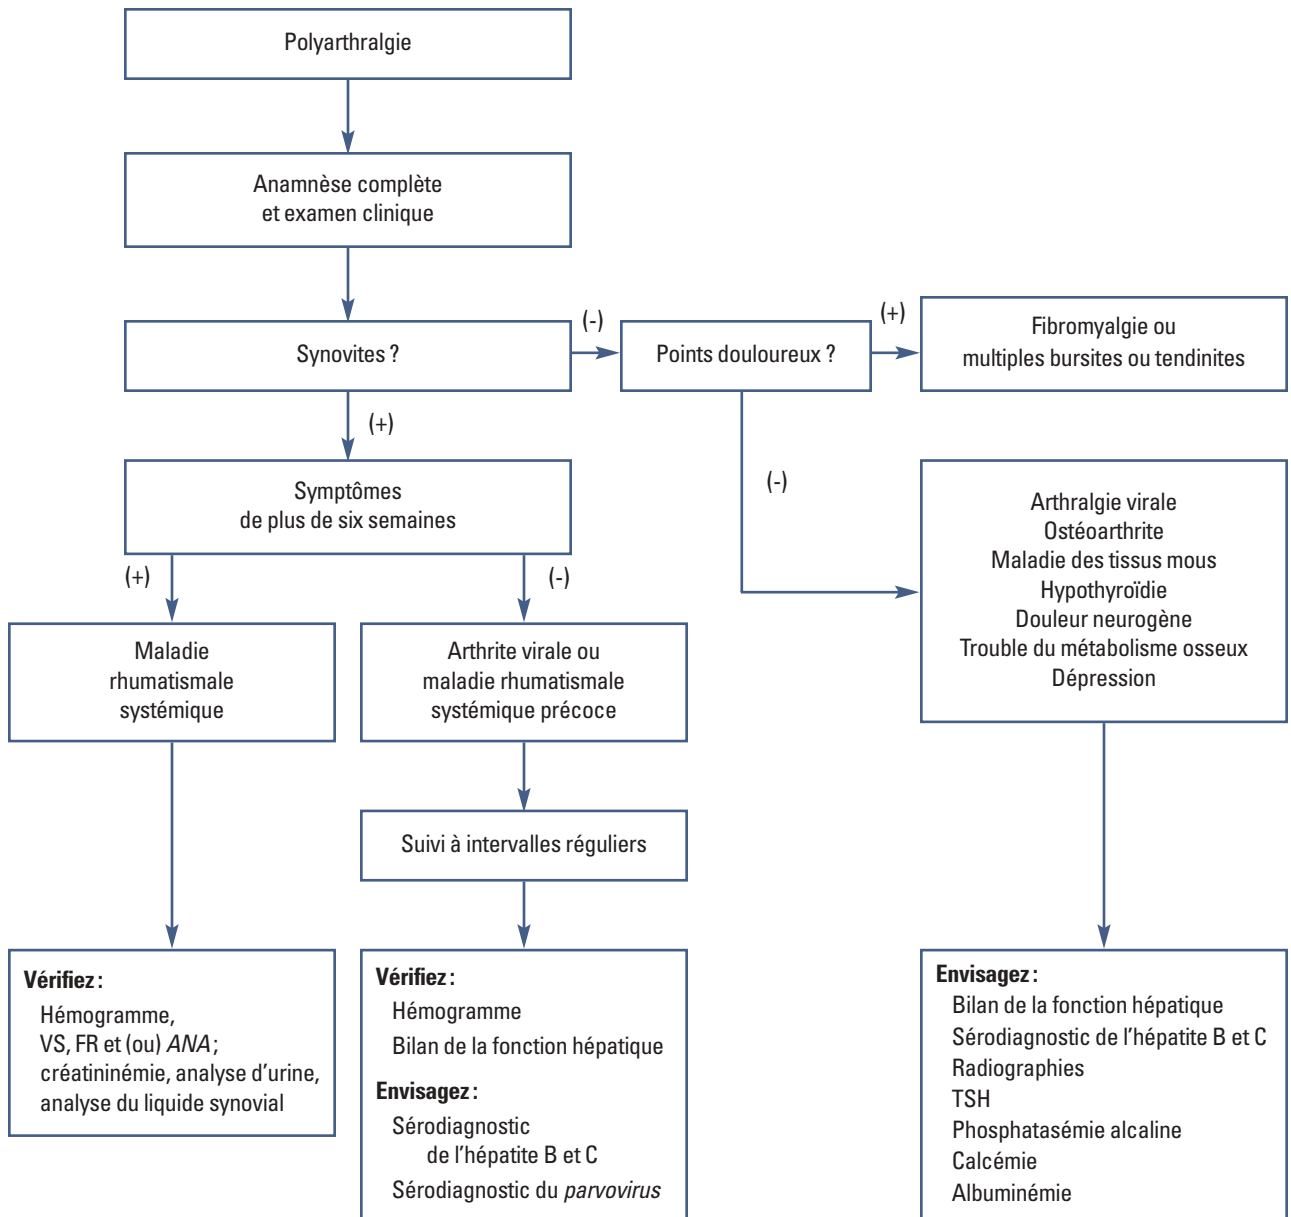 Polyarthralgie
Anamnèse complète
et examen clinique
Synovites ?
(-)
Points douloureux ?
(+)
Fibromyalgie ou
multiples bursites ou tendinites
(+)
(-)
Symptômes
de plus de six semaines
Arthralgie virale
Ostéoarthrite
Maladie des tissus mous
Hypothyroïdie
Douleur neurogène
Trouble du métabolisme osseux
Dépression
(+)
(-)
Maladie
rhumatismale
systémique
Arthrite virale ou
maladie rhumatismale
systémique précoce
Suivi à intervalles réguliers
Vérifiez :
Hémogramme,
VS, FR et (ou) ANA ;
créatininémie, analyse d’urine,
analyse du liquide synovial
Vérifiez :
Hémogramme
Bilan de la fonction hépatique
Envisagez :
Sérodiagnostic
de l’hépatite B et C
Sérodiagnostic du parvovirus
Envisagez :
Bilan de la fonction hépatique
Sérodiagnostic de l’hépatite B et C
Radiographies
TSH
Phosphatasémie alcaline
Calcémie
Albuminémie